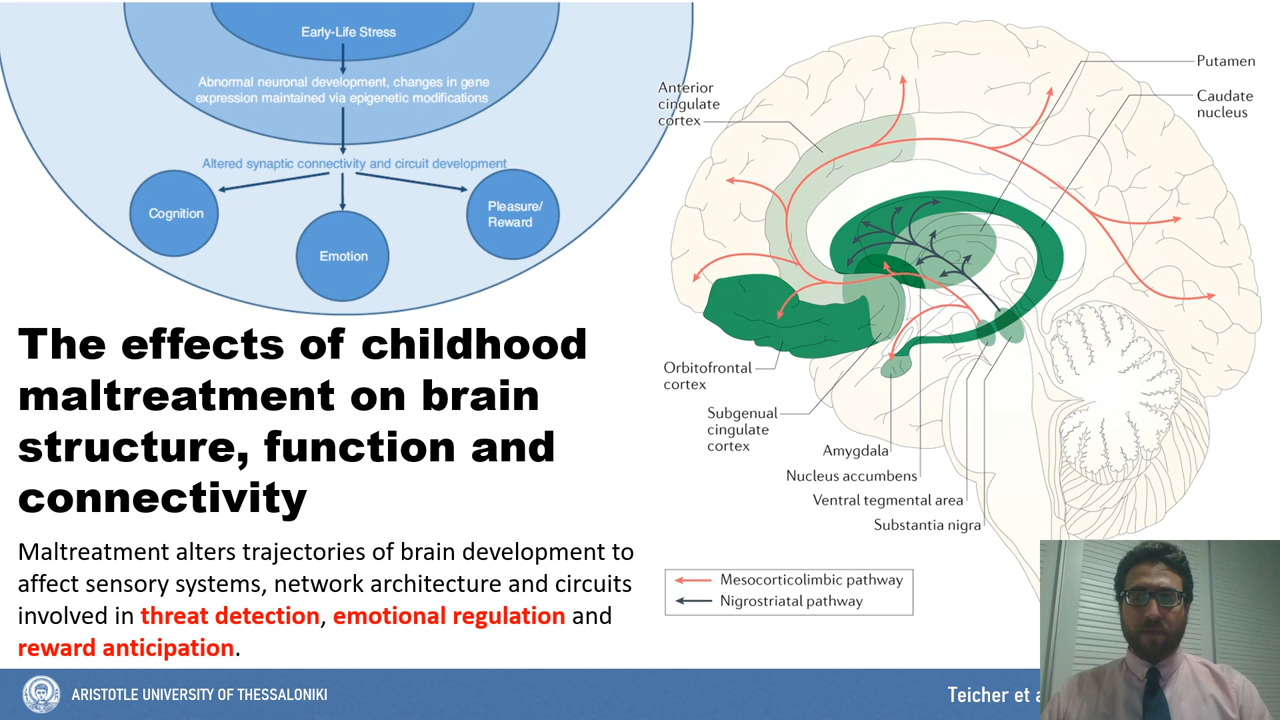 Early-Life Stress
Abnormal neuronal development, changes in gene
expression maintained via epigenetic modifications
Altered synaptic connectivity and circuit development
Cognition
Emotion
Pleasure/
Reward
The effects of childhood
maltreatment on brain
structure, function and
connectivity
Maltreatment alters trajectories of brain development to
affect sensory systems, network architecture and circuits
involved in threat detection, emotional regulation and
reward anticipation.
Anterior
cingulate
cortex
Putamen
Caudate
nucleus
Orbitofrontal
cortex
Subgenual
cingulate
cortex
Amygdala
Nucleus accumbens
Ventral tegmental area
Substantia nigra
Mesocorticolimbic pathway
Nigrostriatal pathway
ARISTOTLE UNIVERSITY OF THESSALONIKI
Teicher et